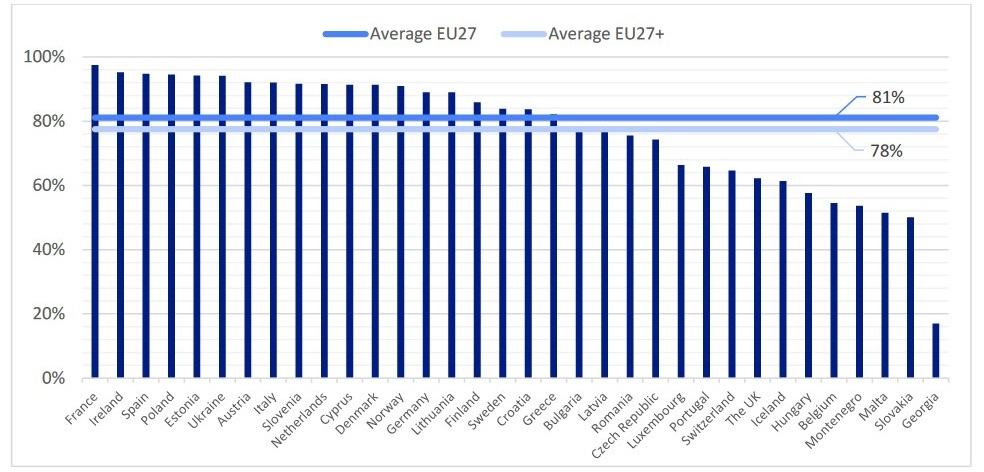 Average EU27 Average EU27+
100%
80%
60%
40%
20%
0%
81%
78%
France
Ireland
Spain
Poland
Estonia
Ukraine
Austria
Italy
Slovenia
Netherlands
Cyprus
Denmark
Norway
Germany
Lithuania
Finland
Sweden
Croatia
Greece
Bulgaria
Latvia
Romania
Czech Republic
Luxembourg
Portugal
Switzerland
The UK
Iceland
Hungary
Belgium
Montenegro
Malta
Slovakia
Georgia